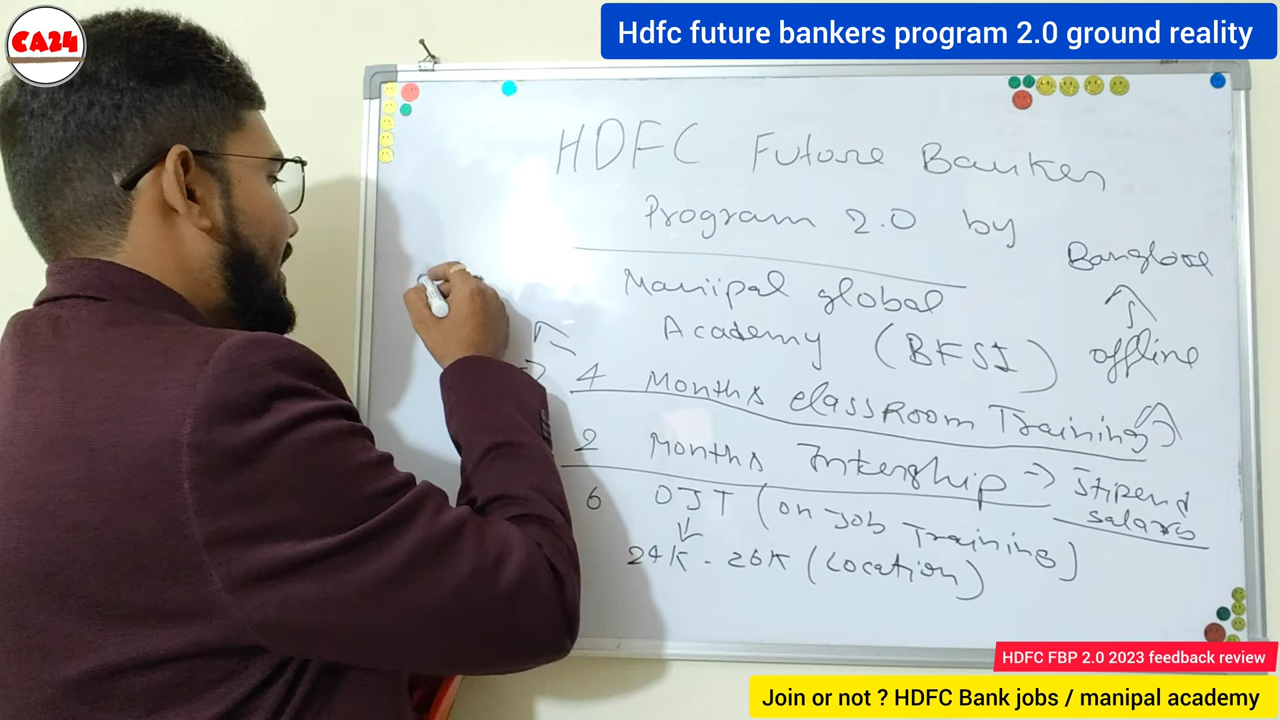 CA24
Hdfc future bankers program 2.0 ground reality
HDFC Future Banker
Program 2.0 by
Bangloore
Maniipal global
Academy (BFSI)
offline
4 Months classRoom Training
2 Months Internship → Stipend
salary
6 OJT (on Job Training)
24K - 26K (Location)
HDFC FBP 2.0 2023 feedback review
Join or not ? HDFC Bank jobs / manipal academy